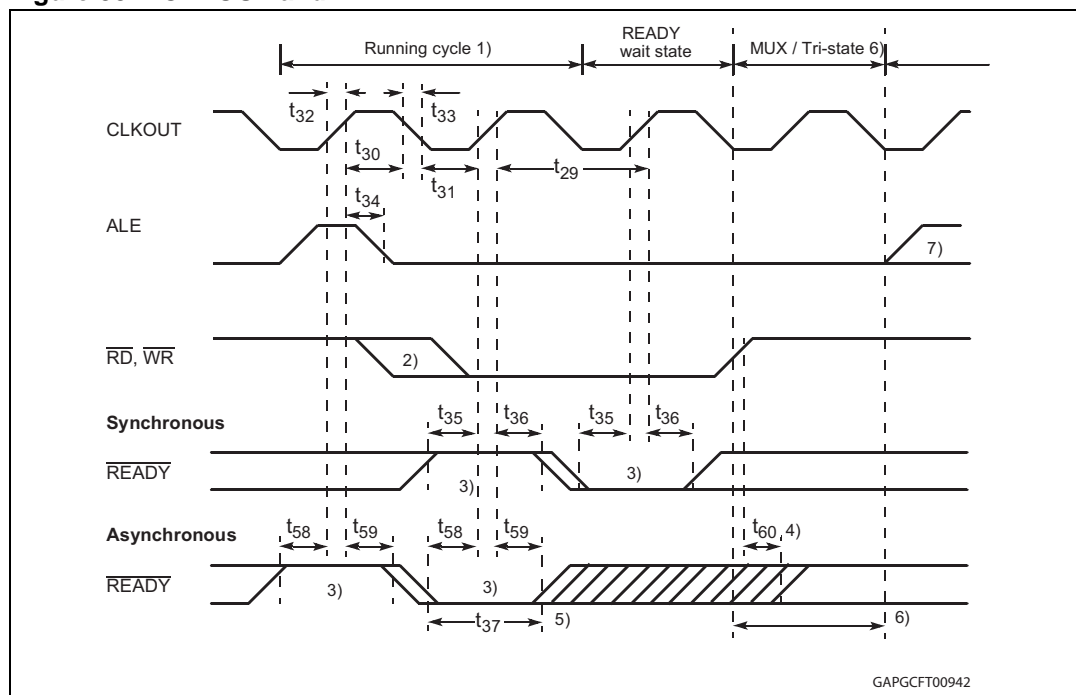 READY
Running cycle 1)
wait state
MUX / Tri-state 6)
t32
t33
CLKOUT
t30
t31
t29
t34
ALE
7)
RD, WR
2)
Synchronous
t35
t36
t35
t36
READY
3)
3)
Asynchronous
t58
t59
t58
t59
t60
4)
READY
3)
3)
t37
5)
6)
GAPGCFT00942